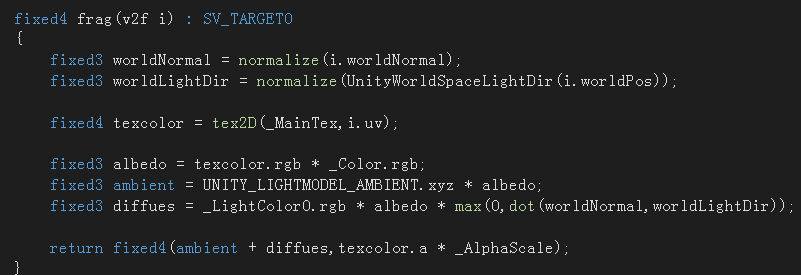 fixed4 frag(v2f i) : SV_TARGET0
{
fixed3 worldNormal = normalize(i.worldNormal);
fixed3 worldLightDir = normalize(UnityWorldSpaceLightDir(i.worldPos));
fixed4 texcolor = tex2D(_MainTex,i.uv);
fixed3 albedo = texcolor.rgb * _Color.rgb;
fixed3 ambient = UNITY_LIGHTMODEL_AMBIENT.xyz * albedo;
fixed3 diffues = _LightColor0.rgb * albedo * max(0,dot(worldNormal,worldLightDir));
return fixed4(ambient + diffues,texcolor.a * _AlphaScale);
}